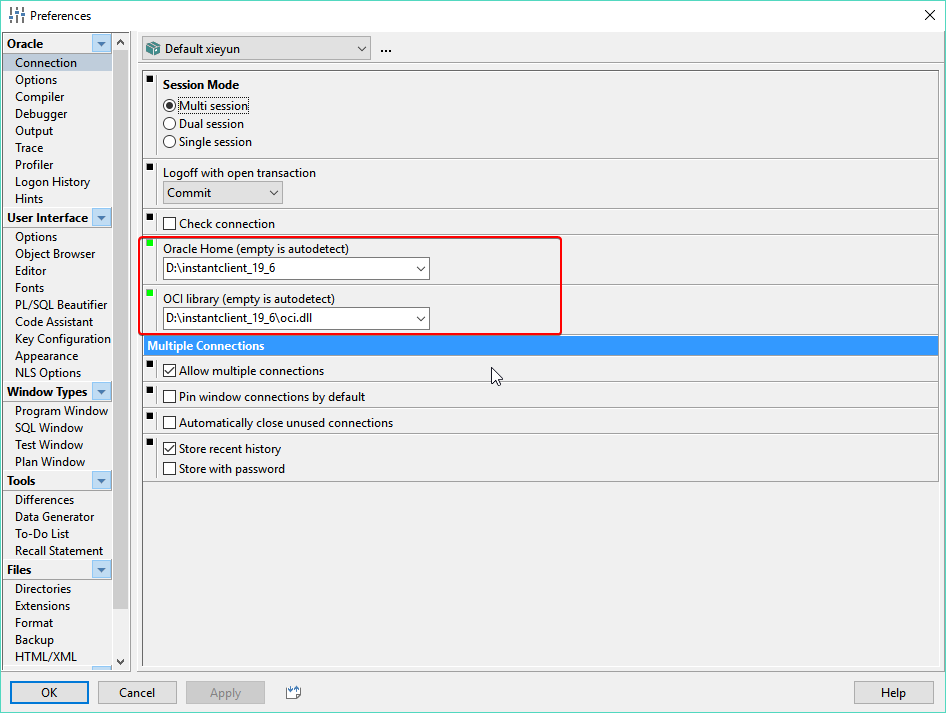 Preferences
Oracle
Connection
Options
Compiler
Debugger
Output
Trace
Profiler
Logon History
Hints
User Interface
Options
Object Browser
Editor
Fonts
PL/SQL Beautifier
Code Assistant
Key Configuration
Appearance
NLS Options
Window Types
Program Window
SQL Window
Test Window
Plan Window
Tools
Differences
Data Generator
To-Do List
Recall Statement
Files
Directories
Extensions
Format
Backup
HTML/XML
Default xieyun
...
Session Mode
Multi session
Dual session
Single session
Logoff with open transaction
Commit
Check connection
Oracle Home (empty is autodetect)
D:\instantclient_19_6
OCI library (empty is autodetect)
D:\instantclient_19_6\oci.dll
Multiple Connections
Allow multiple connections
Pin window connections by default
Automatically close unused connections
Store recent history
Store with password
OK
Cancel
Apply
Help